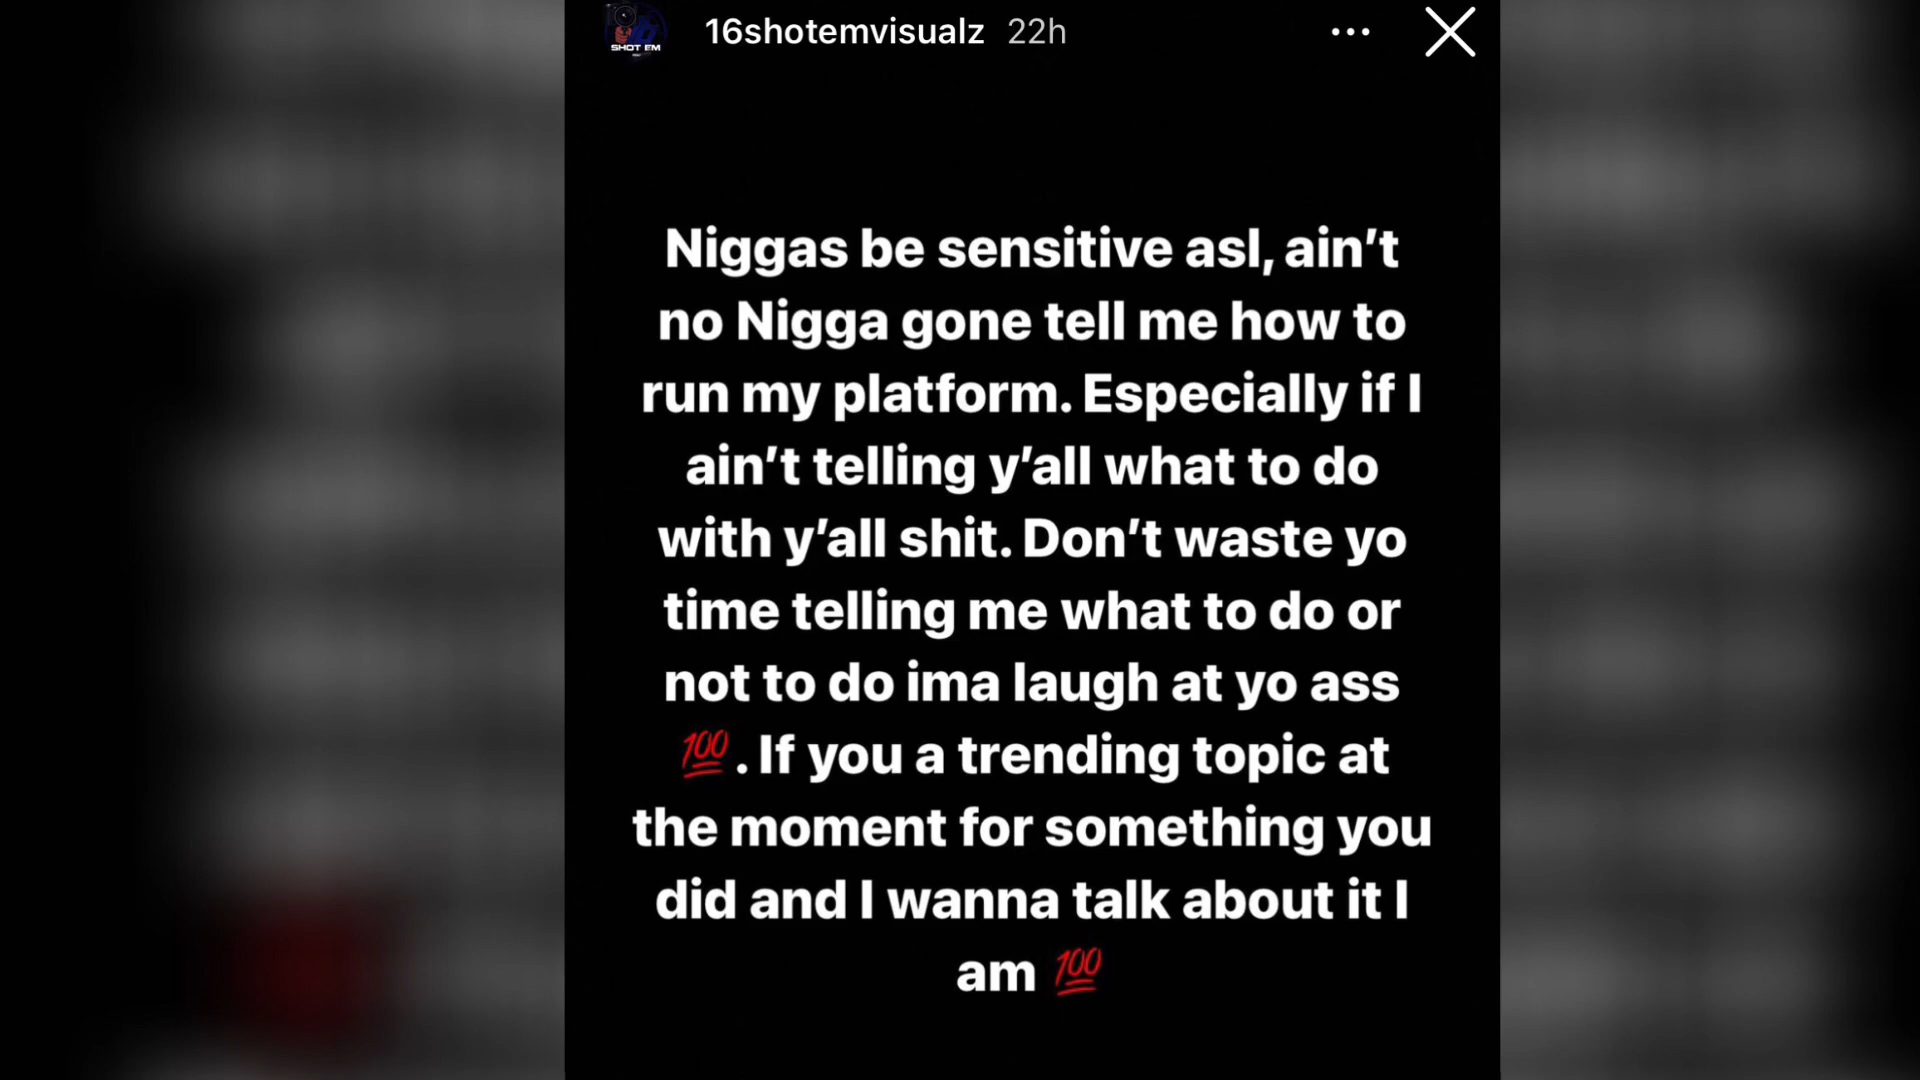 SHOT EM
16shotemvisualz 22h
Niggas be sensitive asl, ain’t
no Nigga gone tell me how to
run my platform. Especially if I
ain’t telling y’all what to do
with y’all shit. Don’t waste yo
time telling me what to do or
not to do ima laugh at yo ass
💯. If you a trending topic at
the moment for something you
did and I wanna talk about it I
am 💯